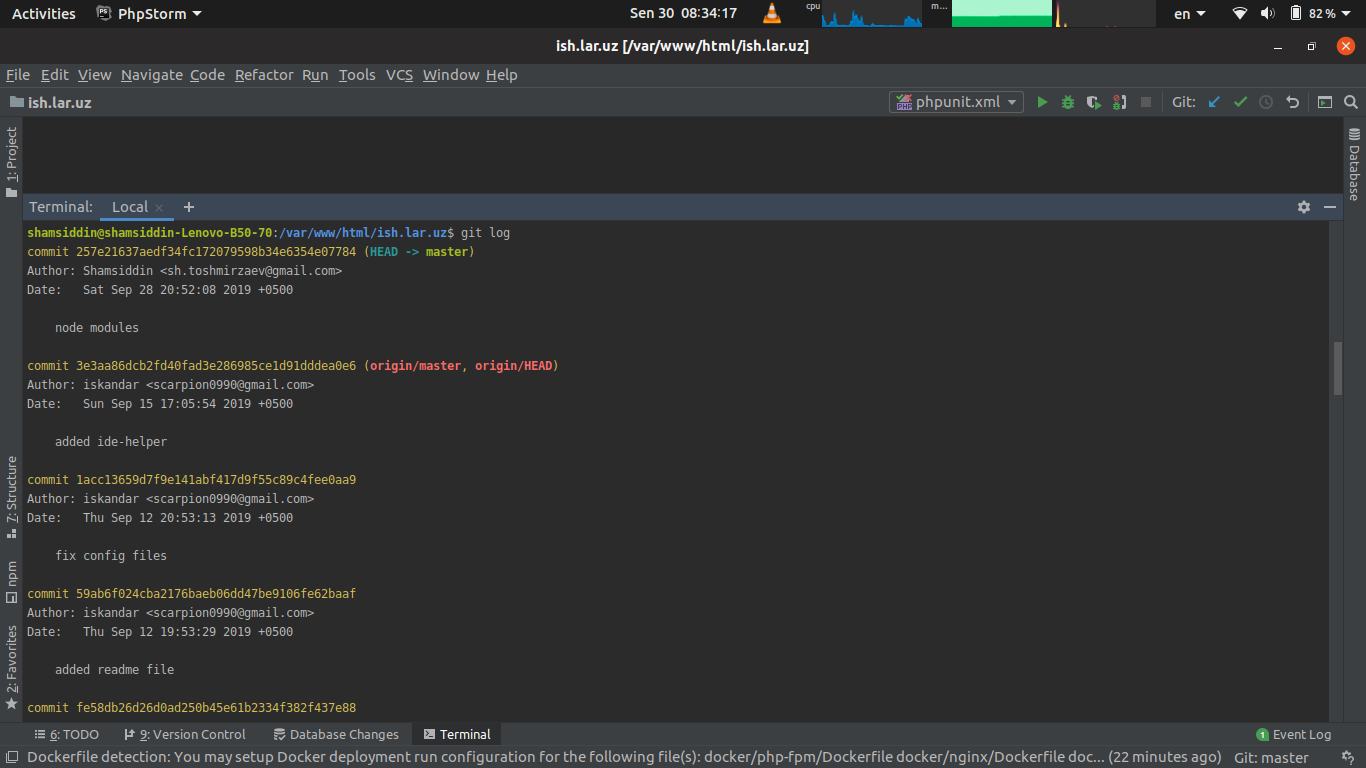 Activities PhpStorm Sen 30 08:34:17 cpu m... en 82 %
ish.lar.uz [/var/www/html/ish.lar.uz]
File Edit View Navigate Code Refactor Run Tools VCS Window Help
ish.lar.uz phpunit.xml Git:
1: Project
Database
Terminal: Local × +
shamsiddin@shamsiddin-Lenovo-B50-70:/var/www/html/ish.lar.uz$ git log
commit 257e21637aedf34fc172079598b34e6354e07784 (HEAD -> master)
Author: Shamsiddin <sh.toshmirzaev@gmail.com>
Date:   Sat Sep 28 20:52:08 2019 +0500
node modules
commit 3e3aa86dcb2fd40fad3e286985ce1d91dddea0e6 (origin/master, origin/HEAD)
Author: iskandar <scarpion0990@gmail.com>
Date:   Sun Sep 15 17:05:54 2019 +0500
added ide-helper
commit 1acc13659d7f9e141abf417d9f55c89c4fee0aa9
Author: iskandar <scarpion0990@gmail.com>
Date:   Thu Sep 12 20:53:13 2019 +0500
fix config files
commit 59ab6f024cba2176baeb06dd47be9106fe62baaf
Author: iskandar <scarpion0990@gmail.com>
Date:   Thu Sep 12 19:53:29 2019 +0500
added readme file
commit fe58db26d26d0ad250b45e61b2334f382f437e88
7: Structure
npm
2: Favorites
6: TODO 9: Version Control Database Changes Terminal 1 Event Log
Dockerfile detection: You may setup Docker deployment run configuration for the following file(s): docker/php-fpm/Dockerfile docker/nginx/Dockerfile doc... (22 minutes ago) Git: master